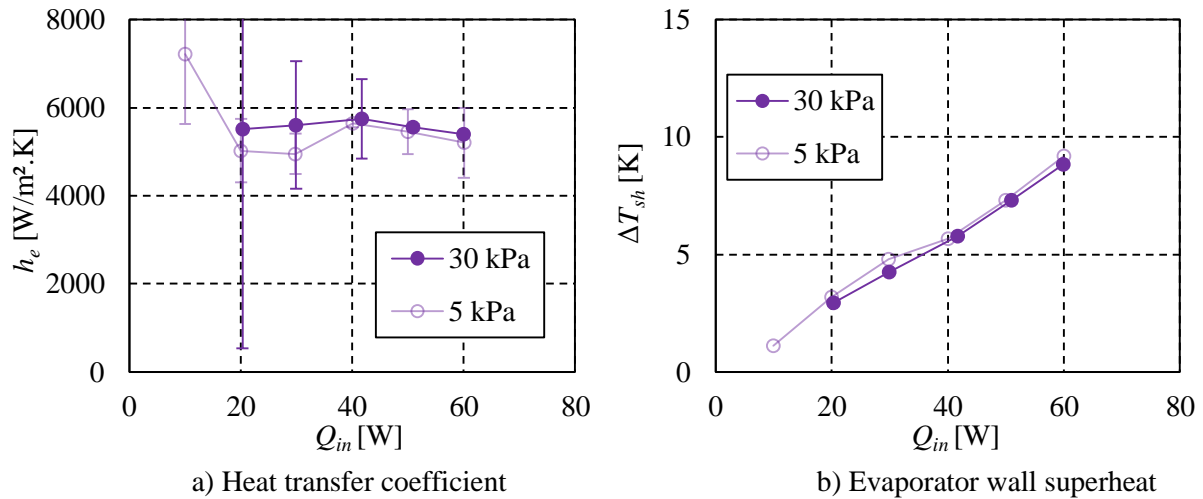 8000
6000
4000
2000
0
h_e [W/m².K]
30 kPa
5 kPa
0 20 40 60 80
Q_in [W]
a) Heat transfer coefficient
15
10
5
0
ΔT_sh [K]
30 kPa
5 kPa
0 20 40 60 80
Q_in [W]
b) Evaporator wall superheat